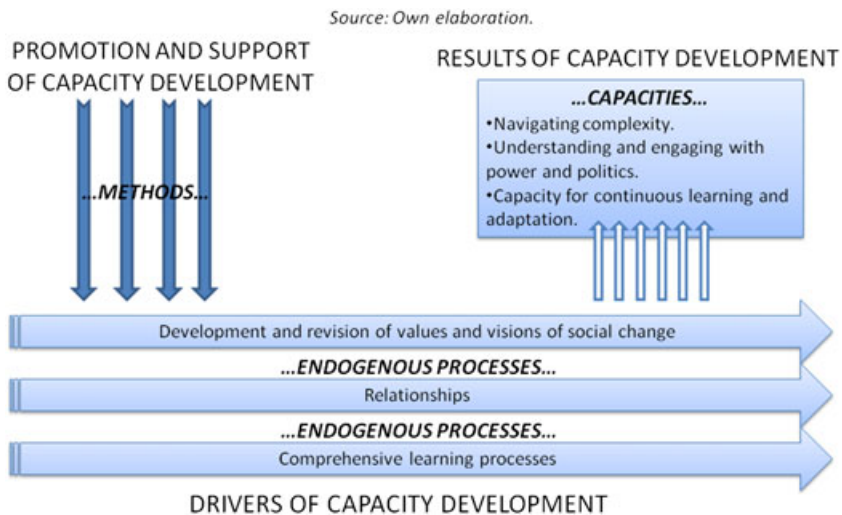 Source: Own elaboration.
PROMOTION AND SUPPORT
OF CAPACITY DEVELOPMENT
...METHODS...
RESULTS OF CAPACITY DEVELOPMENT
...CAPACITIES...
•Navigating complexity.
•Understanding and engaging with
power and politics.
•Capacity for continuous learning and
adaptation.
Development and revision of values and visions of social change
...ENDOGENOUS PROCESSES...
Relationships
...ENDOGENOUS PROCESSES...
Comprehensive learning processes
DRIVERS OF CAPACITY DEVELOPMENT